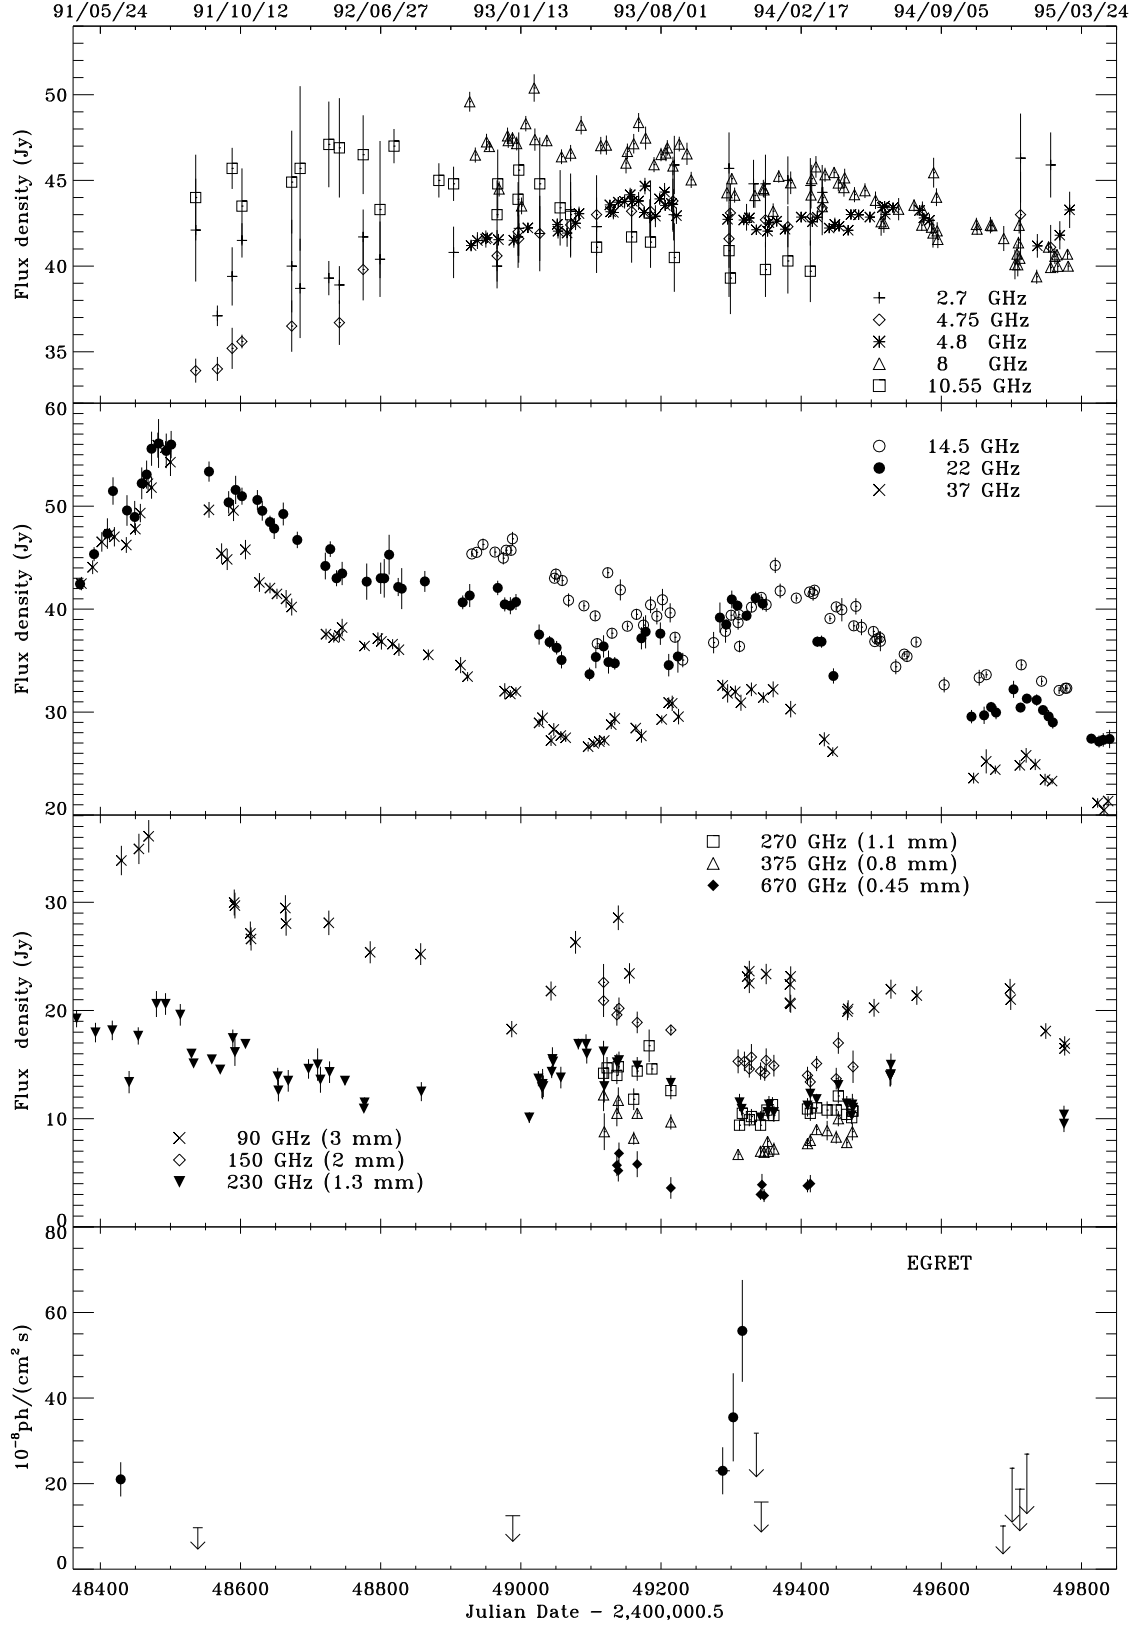 91/05/24 91/10/12 92/06/27 93/01/13 93/08/01 94/02/17 94/09/05 95/03/24
Flux density (Jy)
50
45
40
35
2.7 GHz
4.75 GHz
4.8 GHz
8 GHz
10.55 GHz
Flux density (Jy)
60
50
40
30
20
14.5 GHz
22 GHz
37 GHz
Flux density (Jy)
30
20
10
0
270 GHz (1.1 mm)
375 GHz (0.8 mm)
670 GHz (0.45 mm)
90 GHz (3 mm)
150 GHz (2 mm)
230 GHz (1.3 mm)
10⁻⁸ph/(cm² s)
80
60
40
20
0
EGRET
48400 48600 48800 49000 49200 49400 49600 49800
Julian Date − 2,400,000.5